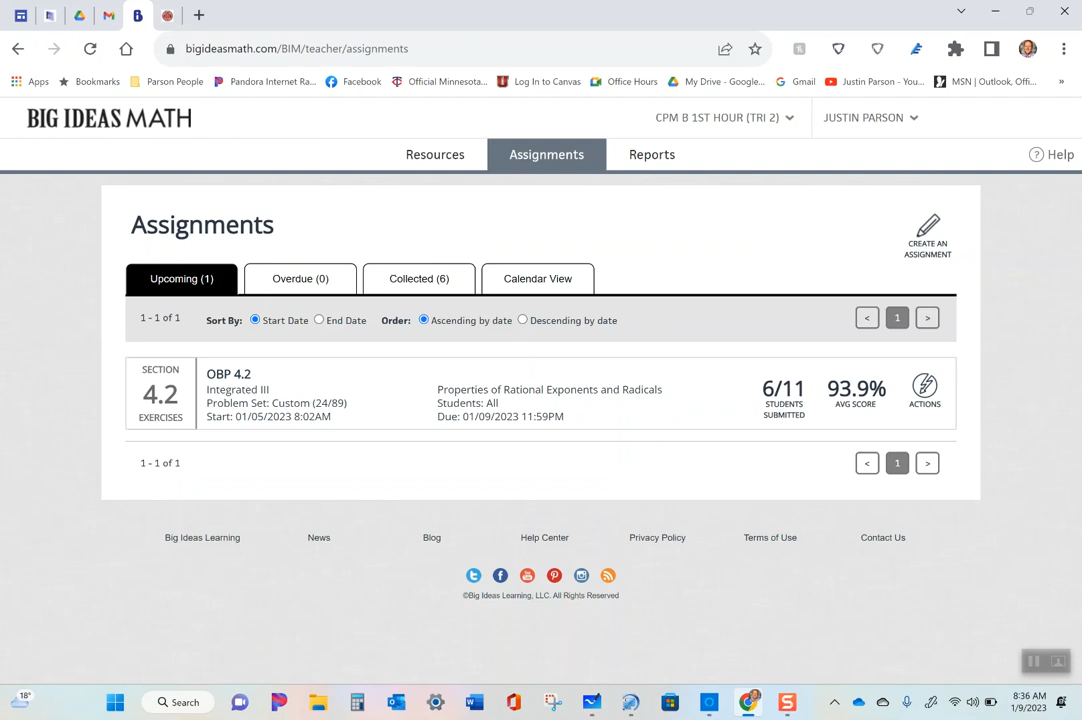 bigideasmath.com/BIM/teacher/assignments
Apps Bookmarks Parson People Pandora Internet Ra... Facebook Official Minnesota... Log In to Canvas Office Hours My Drive - Google... Gmail Justin Parson - You... MSN | Outlook, Offi... »
BIG IDEAS MATH
CPM B 1ST HOUR (TRI 2) JUSTIN PARSON
Resources Assignments Reports ? Help
Assignments
CREATE AN
ASSIGNMENT
Upcoming (1) Overdue (0) Collected (6) Calendar View
1 - 1 of 1 Sort By: Start Date End Date Order: Ascending by date Descending by date < 1 >
SECTION
4.2
EXERCISES
OBP 4.2
Integrated III
Problem Set: Custom (24/89)
Start: 01/05/2023 8:02AM
Properties of Rational Exponents and Radicals
Students: All
Due: 01/09/2023 11:59PM
6/11
STUDENTS
SUBMITTED
93.9%
AVG SCORE
ACTIONS
1 - 1 of 1 < 1 >
Big Ideas Learning News Blog Help Center Privacy Policy Terms of Use Contact Us
©Big Ideas Learning, LLC. All Rights Reserved
18°
Search
8:36 AM
1/9/2023